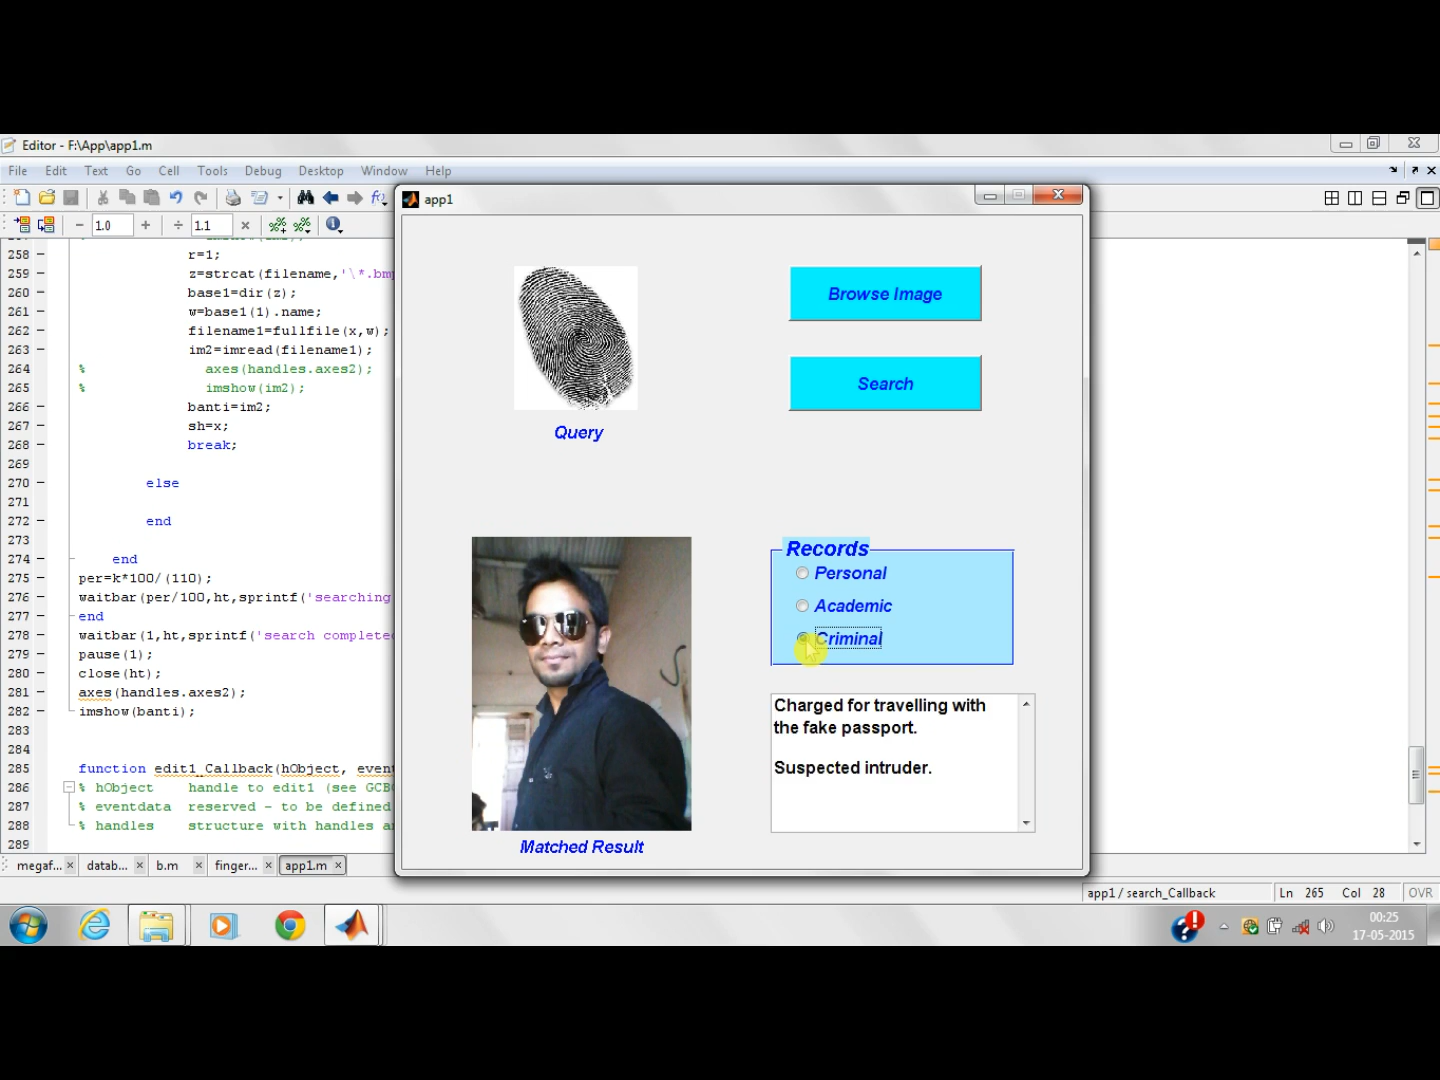 Editor - F:\App\app1.m
File Edit Text Go Cell Tools Debug Desktop Window Help
app1
1.0
1.1
258 r=1;
259 z=strcat(filename,'\*.bmp
260 base1=dir(z);
261 w=base1(1).name;
262 filename1=fullfile(x,w);
263 im2=imread(filename1);
264 % axes(handles.axes2);
265 % imshow(im2);
266 banti=im2;
267 sh=x;
268 break;
269
270 else
271
272 end
273
274 end
275 per=k*100/(110);
276 waitbar(per/100,ht,sprintf('searching
277 end
278 waitbar(1,ht,sprintf('search completed
279 pause(1);
280 close(ht);
281 axes(handles.axes2);
282 imshow(banti);
283
284
285 function edit1_Callback(hObject, event
286 % hObject handle to edit1 (see GCBO
287 % eventdata reserved - to be defined
288 % handles structure with handles an
289
Browse Image
Search
Query
Records
Personal
Academic
Criminal
Charged for travelling with
the fake passport.
Suspected intruder.
Matched Result
megaf... datab... b.m finger... app1.m
app1 / search_Callback Ln 265 Col 28 OVR
00:25
17-05-2015